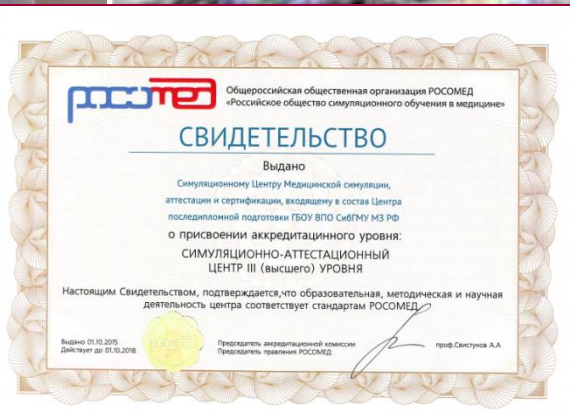 росомед
Общероссийская общественная организация РОСОМЕД
«Российское общество симуляционного обучения в медицине»
СВИДЕТЕЛЬСТВО
Выдано
Симуляционному Центру Медицинской симуляции,
аттестации и сертификации, входящему в состав Центра
последипломной подготовки ГБОУ ВПО СибГМУ МЗ РФ
о присвоении аккредитацинного уровня:
СИМУЛЯЦИОННО-АТТЕСТАЦИОННЫЙ
ЦЕНТР III (высшего) УРОВНЯ
Настоящим Свидетельством, подтверждается,что образовательная, методическая и научная
деятельность центра соответствует стандартам РОСОМЕД
Выдано 01.10.2015
Действует до 01.10.2018
Председатель аккредитационной комиссии
Председатель правления РОСОМЕД
проф.Свистунов А.А